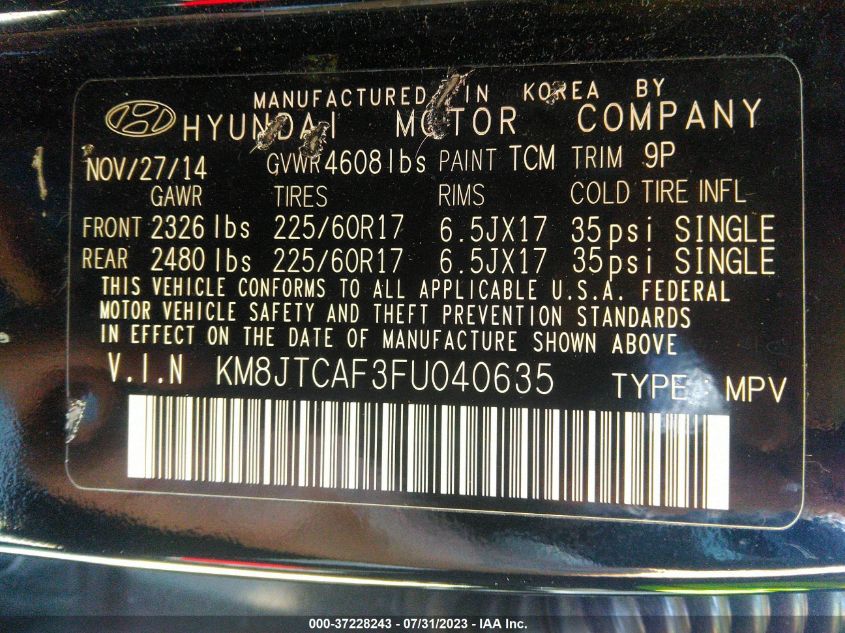 MANUFACTURED IN KOREA BY
HYUNDAI MOTOR COMPANY
NOV/27/14 GVWR 4608 lbs PAINT TCM TRIM 9P
GAWR TIRES RIMS COLD TIRE INFL
FRONT 2326 lbs 225/60R17 6.5JX17 35psi SINGLE
REAR 2480 lbs 225/60R17 6.5JX17 35psi SINGLE
THIS VEHICLE CONFORMS TO ALL APPLICABLE U.S.A. FEDERAL
MOTOR VEHICLE SAFETY AND THEFT PREVENTION STANDARDS
IN EFFECT ON THE DATE OF MANUFACTURE SHOWN ABOVE
V.I.N KM8JTCAF3FU040635 TYPE : MPV
000-37228243 - 07/31/2023 - IAA Inc.